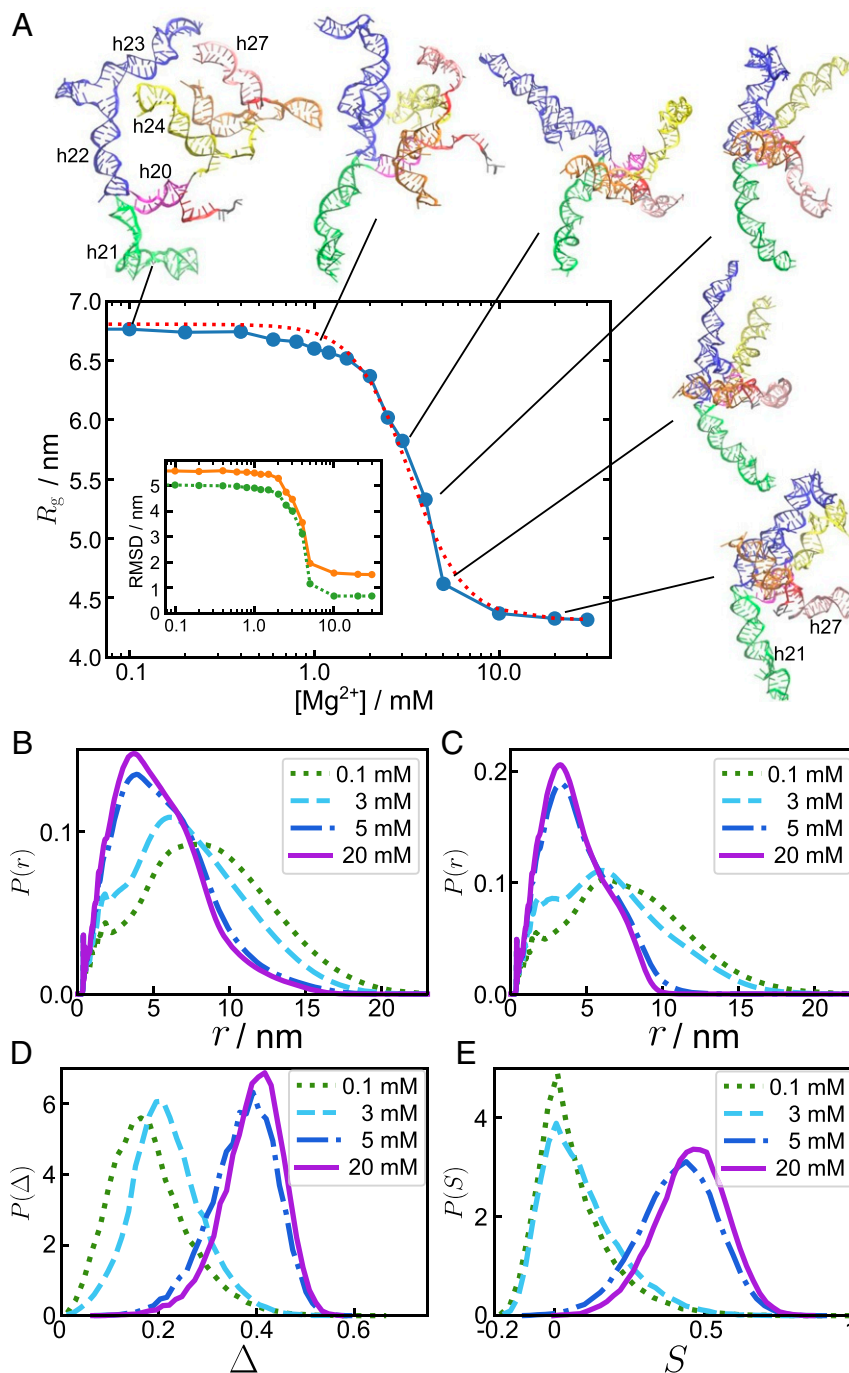 A
h23
h27
h24
h22
h20
h21
7.0
6.5
6.0
5.5
5.0
4.5
4.0
Rg / nm
RMSD / nm
5
4
3
2
1
0
0.1 1.0 10.0
0.1 1.0 10.0
[Mg2+] / mM
h27
h21
B
0.1 mM
3 mM
5 mM
20 mM
P(r)
0.1
0.0
0 5 10 15 20
r / nm
C
0.1 mM
3 mM
5 mM
20 mM
P(r)
0.2
0.1
0.0
0 5 10 15 20
r / nm
D
0.1 mM
3 mM
5 mM
20 mM
P(Δ)
6
4
2
0
0 0.2 0.4 0.6
Δ
E
0.1 mM
3 mM
5 mM
20 mM
P(S)
4
2
0
-0.2 0 0.5
S